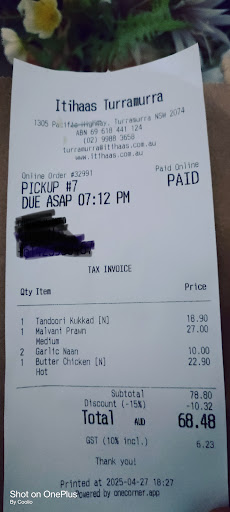 Itihaas Turramurra
1305 Pacific Highway, Turramurra NSW 2074
ABN 69 618 441 124
(02) 9988 3656
turramurra@itihaas.com.au
www.itihaas.com.au
Online Order #32991
Paid Online
PICKUP #7
PAID
DUE ASAP 07:12 PM
TAX INVOICE
Qty Item Price
1 Tandoori Kukkad [N] 18.90
1 Malvani Prawn 27.00
Medium
2 Garlic Naan 10.00
1 Butter Chicken [N] 22.90
Hot
Subtotal 78.80
Discount (-15%) -10.32
Total AUD 68.48
GST (10% incl.) 6.23
Thank you!
Printed at 2025-04-27 18:27
Powered by onecorner.app
Shot on OnePlus
By Coolio